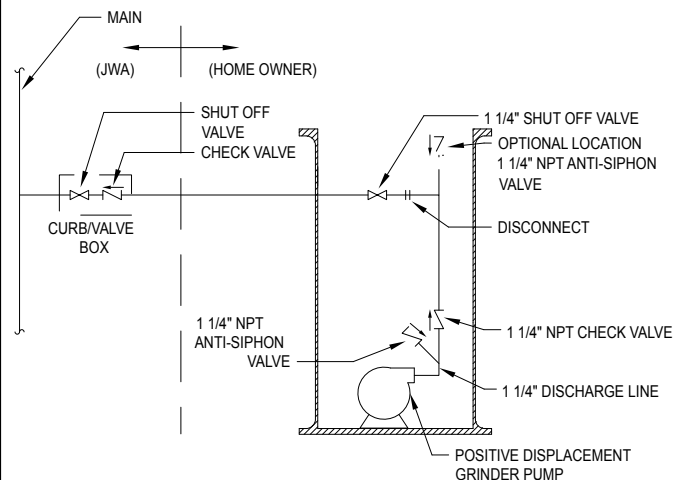 MAIN
(JWA)
(HOME OWNER)
SHUT OFF
VALVE
CHECK VALVE
CURB/VALVE
BOX
1 1/4" SHUT OFF VALVE
OPTIONAL LOCATION
1 1/4" NPT ANTI-SIPHON
VALVE
DISCONNECT
1 1/4" NPT
ANTI-SIPHON
VALVE
1 1/4" NPT CHECK VALVE
1 1/4" DISCHARGE LINE
POSITIVE DISPLACEMENT
GRINDER PUMP